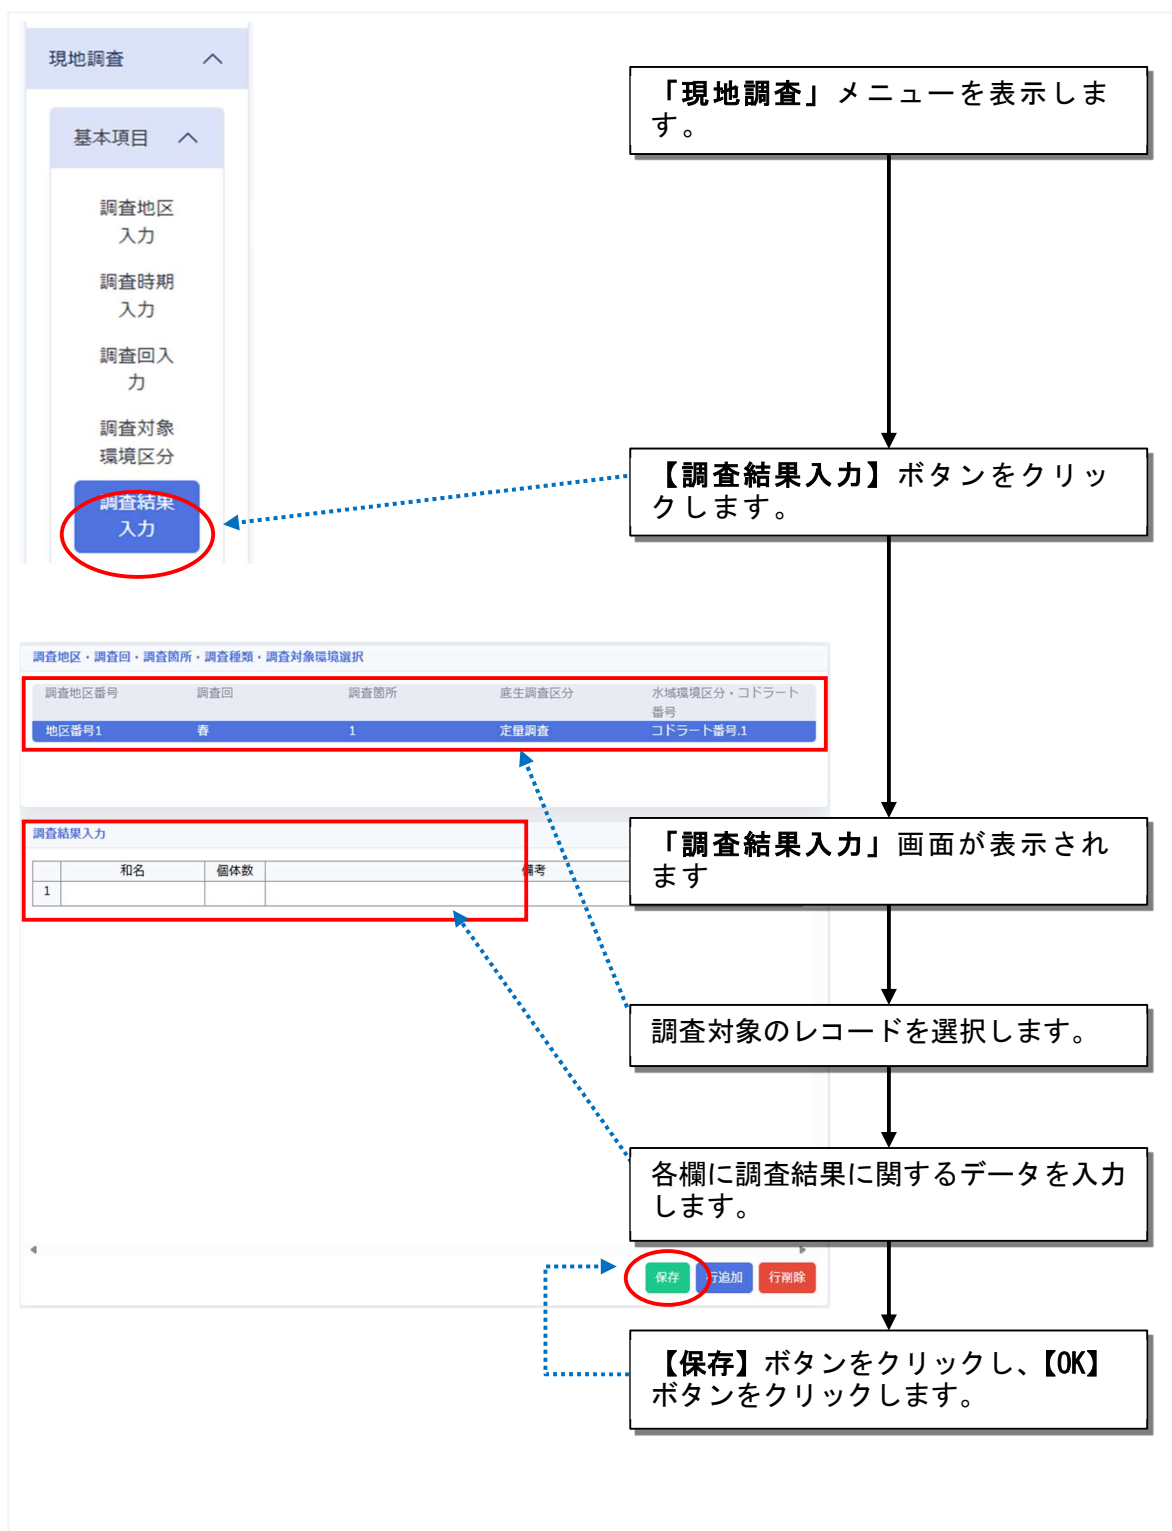 現地調査
基本項目
調査地区
入力
調査時期
入力
調査回入
力
調査対象
環境区分
調査結果
入力
「現地調査」メニューを表示しま
す。
【調査結果入力】ボタンをクリッ
クします。
調査地区・調査回・調査箇所・調査種類・調査対象環境選択
調査地区番号 調査回 調査箇所 底生調査区分 水域環境区分・コドラート
番号
地区番号1 春 1 定量調査 コドラート番号.1
調査結果入力
和名 個体数 備考
1
「調査結果入力」画面が表示され
ます
調査対象のレコードを選択します。
各欄に調査結果に関するデータを入力
します。
保存 行追加 行削除
【保存】ボタンをクリックし、【OK】
ボタンをクリックします。